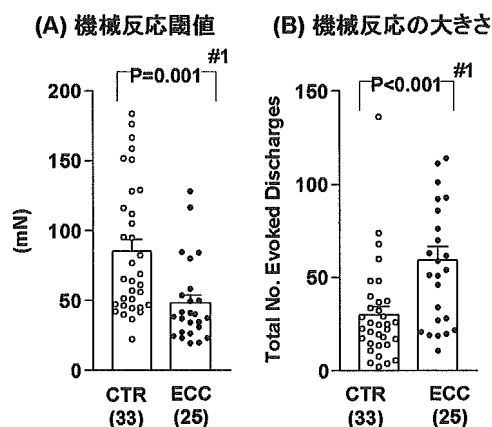 (A) 機械反応閾値
(B) 機械反応の大きさ
#1
P=0.001
#1
P<0.001
(mN)
200
150
100
50
0
CTR
(33)
ECC
(25)
Total No. Evoked Discharges
150
100
50
0
CTR
(33)
ECC
(25)